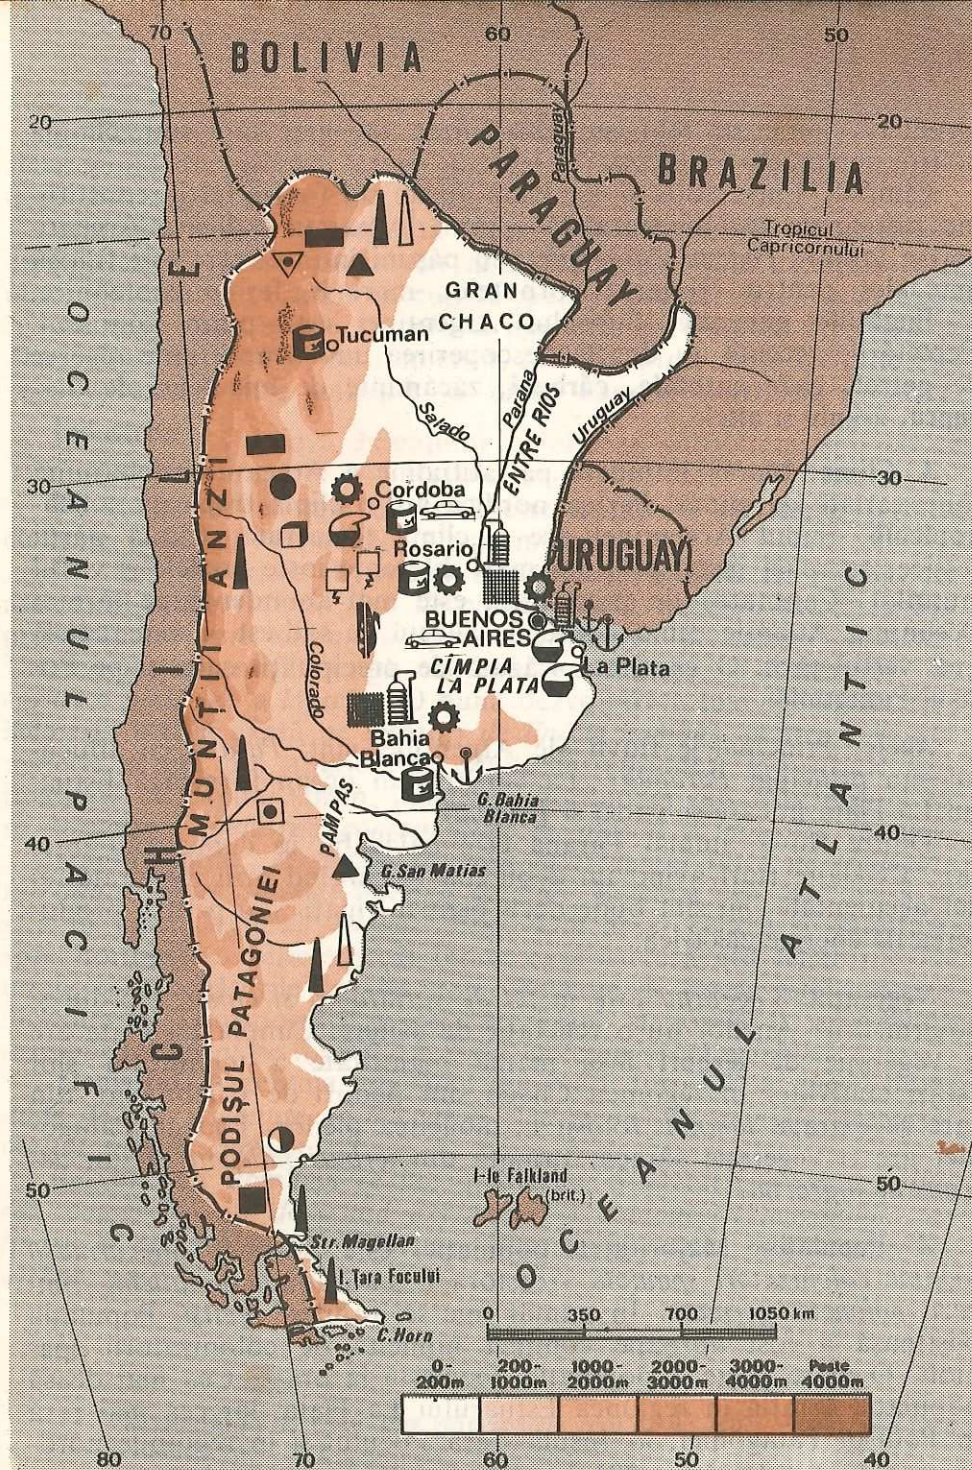 70
60
50
BOLIVIA
20
20
PARAGUAY
Paraguay
BRAZILIA
Tropicul
Capricornului
GRAN
CHACO
Tucuman
Salado
Parana
ENTRE RIOS
Uruguay
30
30
Cordoba
Rosario
URUGUAY
BUENOS
AIRES
CÎMPIA
LA PLATA
La Plata
Colorado
Bahia
Blanca
G. Bahia
Blanca
MUNȚII ANZI
CHILE
OCEANUL PACIFIC
OCEANUL ATLANTIC
40
40
PAMPAS
G. San Matias
PODIȘUL PATAGONIEI
50
50
I-le Falkland
(brit.)
Str. Magellan
I. Țara Focului
C. Horn
0 350 700 1050 km
0-
200m
200-
1000m
1000-
2000m
2000-
3000m
3000-
4000m
Peste
4000m
80
70
60
50
40